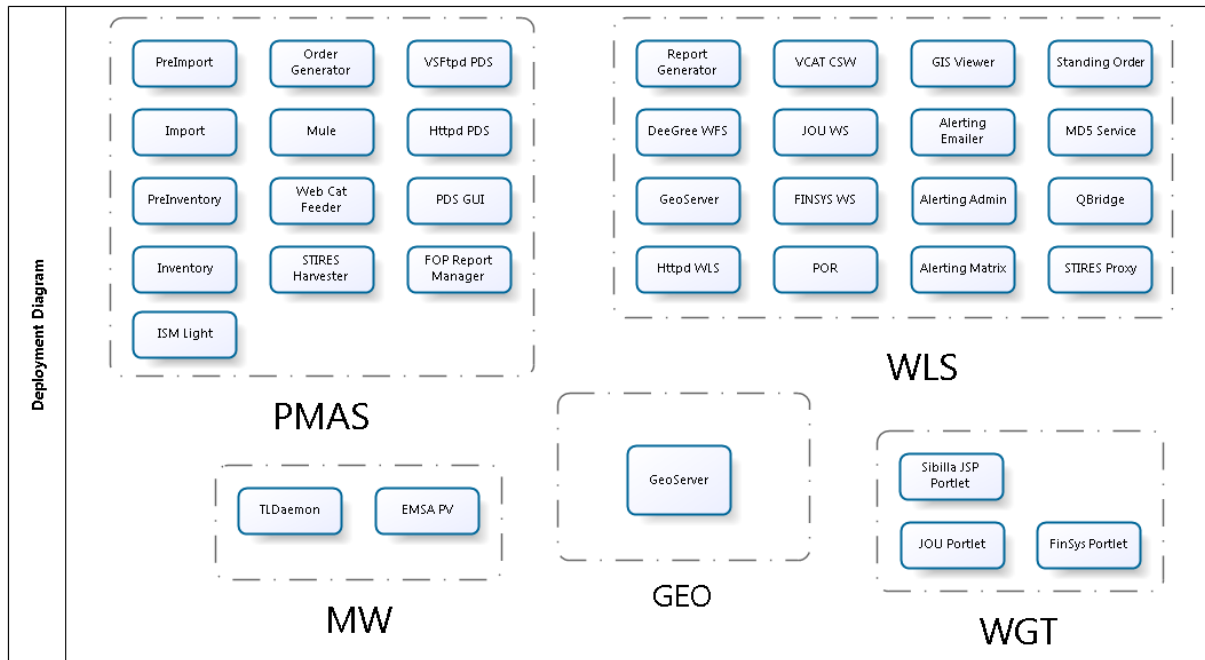 Deployment Diagram
PreImport
Order
Generator
VSFtpd PDS
Import
Mule
Httpd PDS
PreInventory
Web Cat
Feeder
PDS GUI
Inventory
STIRES
Harvester
FOP Report
Manager
ISM Light
PMAS
Report
Generator
VCAT CSW
GIS Viewer
Standing Order
DeeGree WFS
JOU WS
Alerting
Emailer
MD5 Service
GeoServer
FINSYS WS
Alerting Admin
QBridge
Httpd WLS
POR
Alerting Matrix
STIRES Proxy
WLS
TLDaemon
EMSA PV
MW
GeoServer
GEO
Sibilla JSP
Portlet
JOU Portlet
FinSys Portlet
WGT